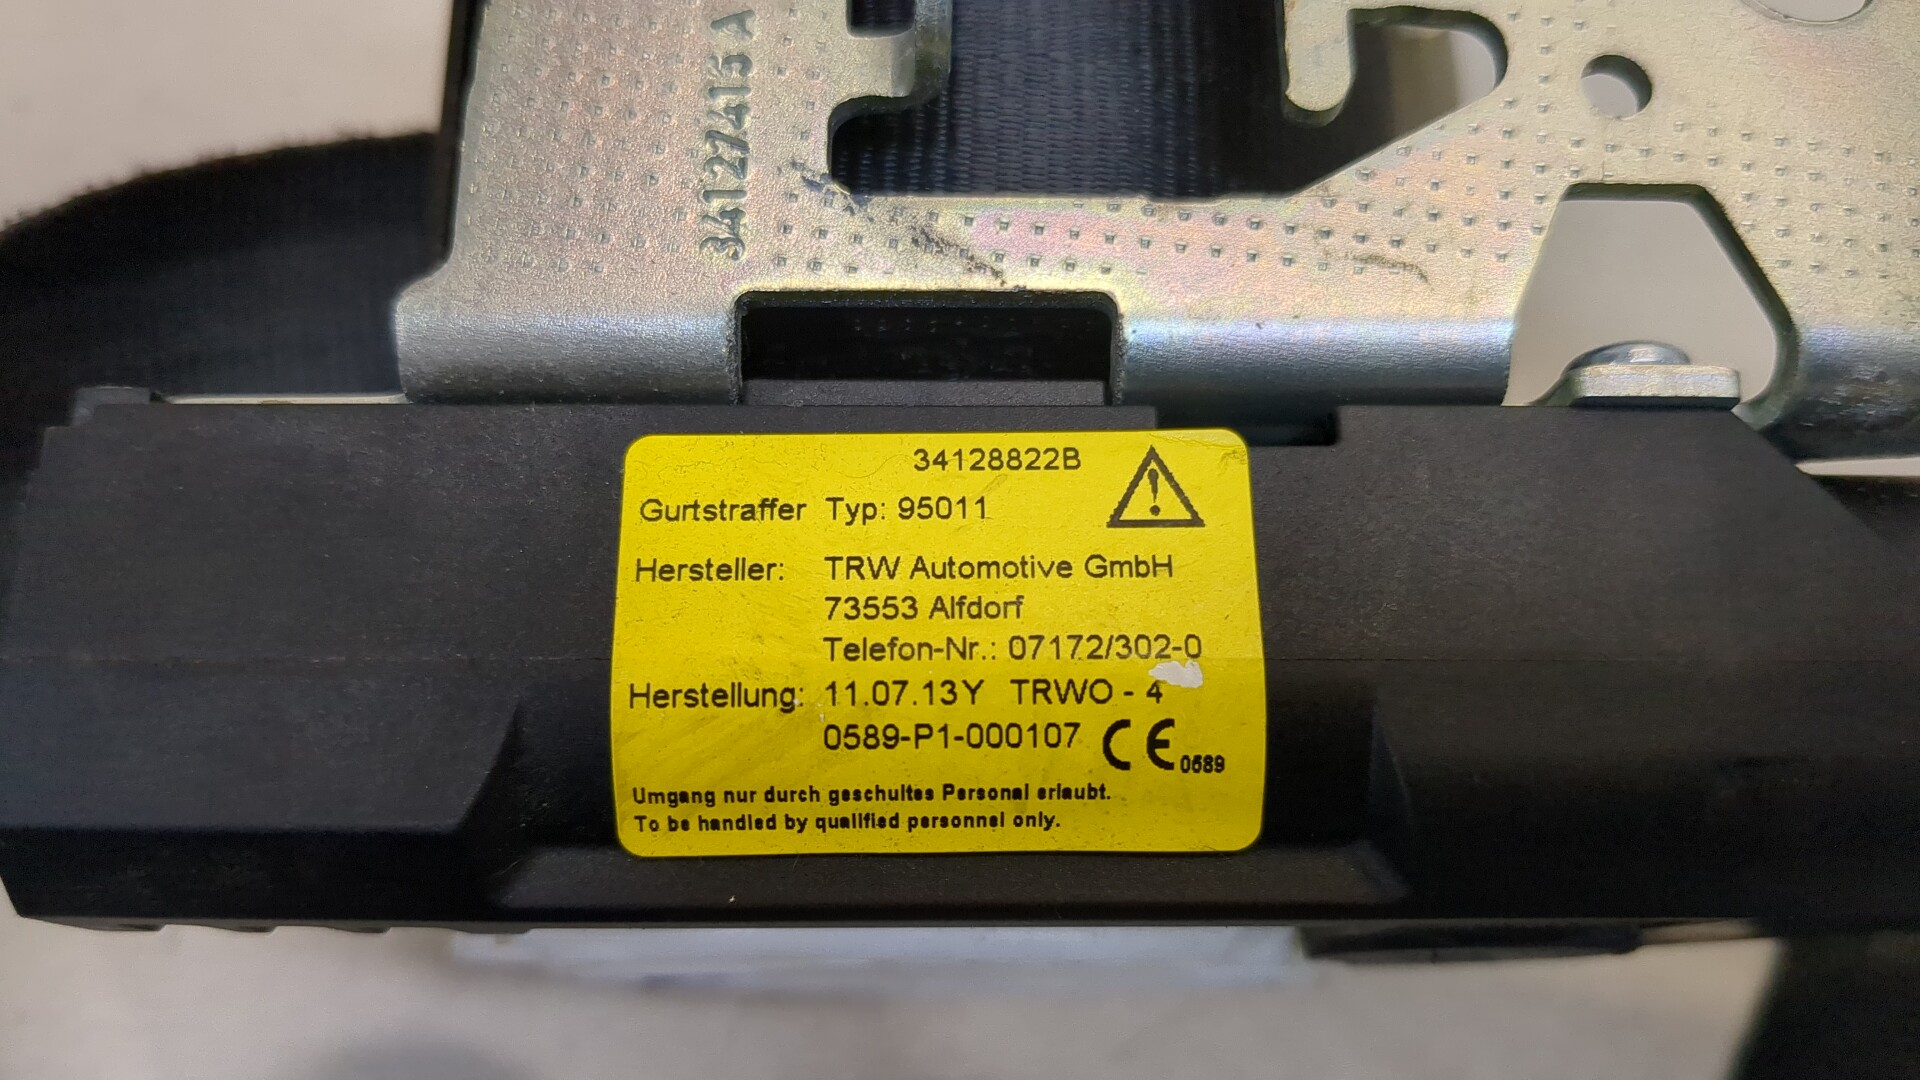 34127415A
34128822B
Gurtstraffer Typ: 95011
Hersteller: TRW Automotive GmbH
73553 Alfdorf
Telefon-Nr.: 07172/302-0
Herstellung: 11.07.13Y TRWO - 4
0589-P1-000107 CE 0589
Umgang nur durch geschultes Personal erlaubt.
To be handled by qualified personnel only.